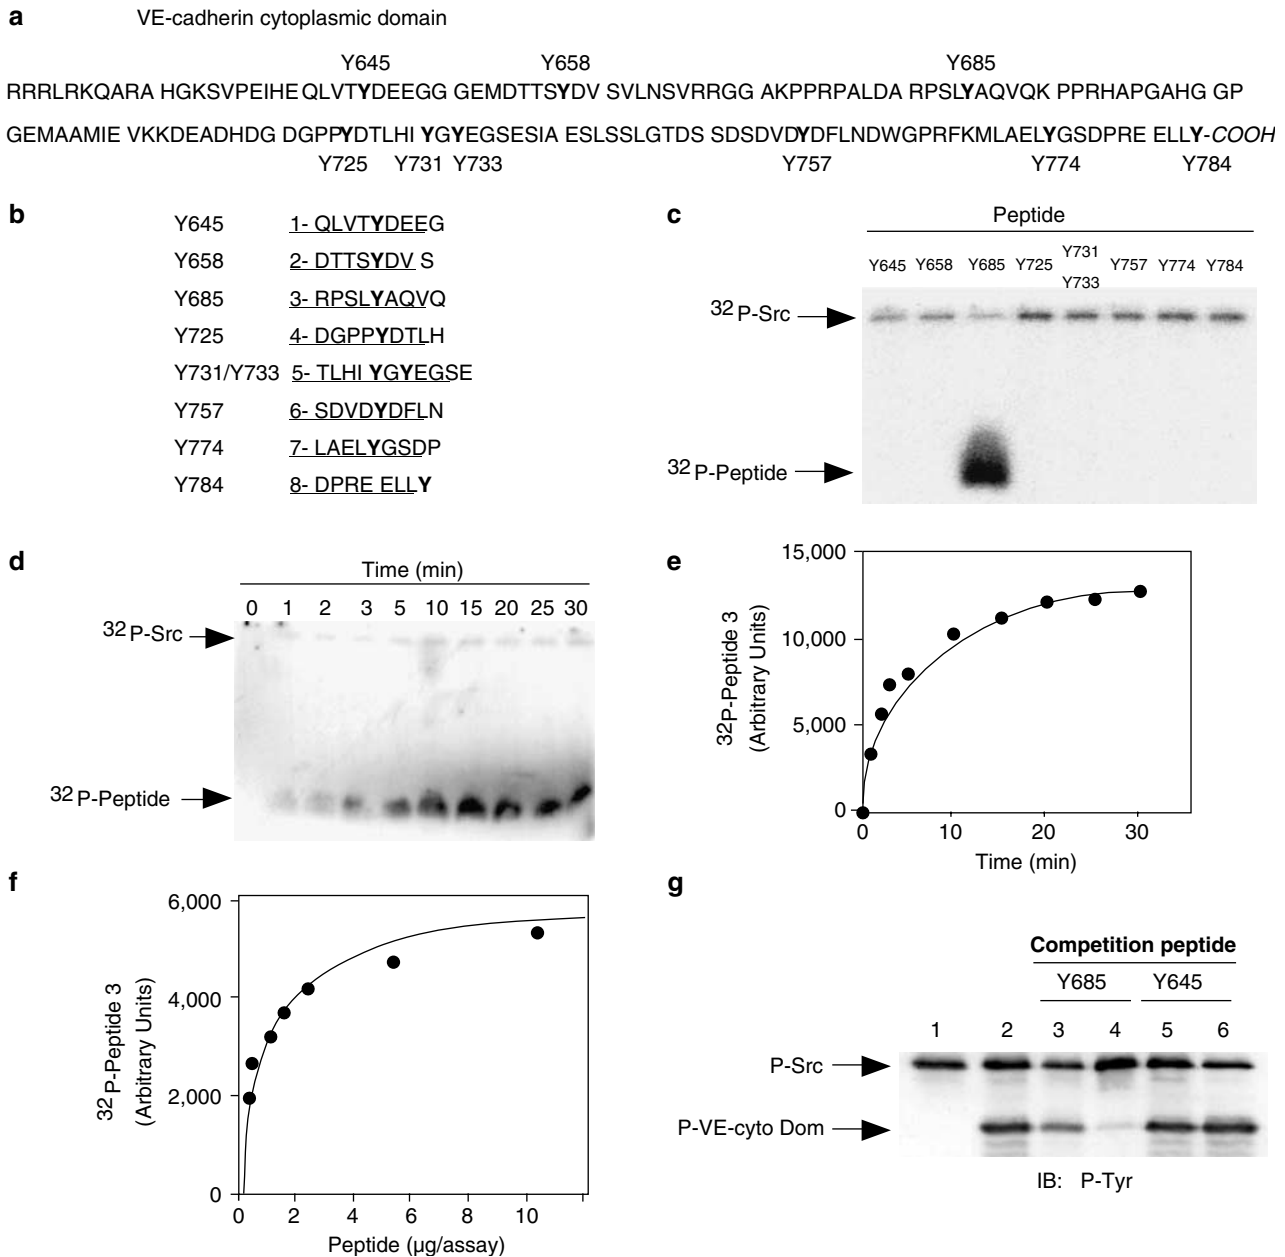 a VE-cadherin cytoplasmic domain
Y645 Y658 Y685
RRRLRKQARA HGKSVPEIHE QLVTYDEEGG GEMDTTSYDV SVLNSVRRGG AKPPRPALDA RPSLYAQVQK PPRHAPGAHG GP
GEMAAMIE VKKDEADHDG DGPPYDTLHI YGYEGSESIA ESLSSLGTDS SDSDVDYDFLNDWGPRFKMLAELYGSDPRE ELLY-COOH
Y725 Y731 Y733 Y757 Y774 Y784
b
Y645 1- QLVTYDEEG
Y658 2- DTTSYDV S
Y685 3- RPSLYAQVQ
Y725 4- DGPPYDTLH
Y731/Y733 5- TLHI YGYEGSE
Y757 6- SDVDYDFLN
Y774 7- LAELYGSDP
Y784 8- DPRE ELLY
c
Peptide
Y645 Y658 Y685 Y725 Y731 Y733 Y757 Y774 Y784
32 P-Src
32 P-Peptide
d
Time (min)
0 1 2 3 5 10 15 20 25 30
32 P-Src
32 P-Peptide
e
32P-Peptide 3
(Arbitrary Units)
15,000
10,000
5,000
0
0 10 20 30
Time (min)
f
32 P-Peptide 3
(Arbitrary Units)
6,000
4,000
2,000
0
0 2 4 6 8 10
Peptide (µg/assay)
g
Competition peptide
Y685 Y645
1 2 3 4 5 6
P-Src
P-VE-cyto Dom
IB: P-Tyr